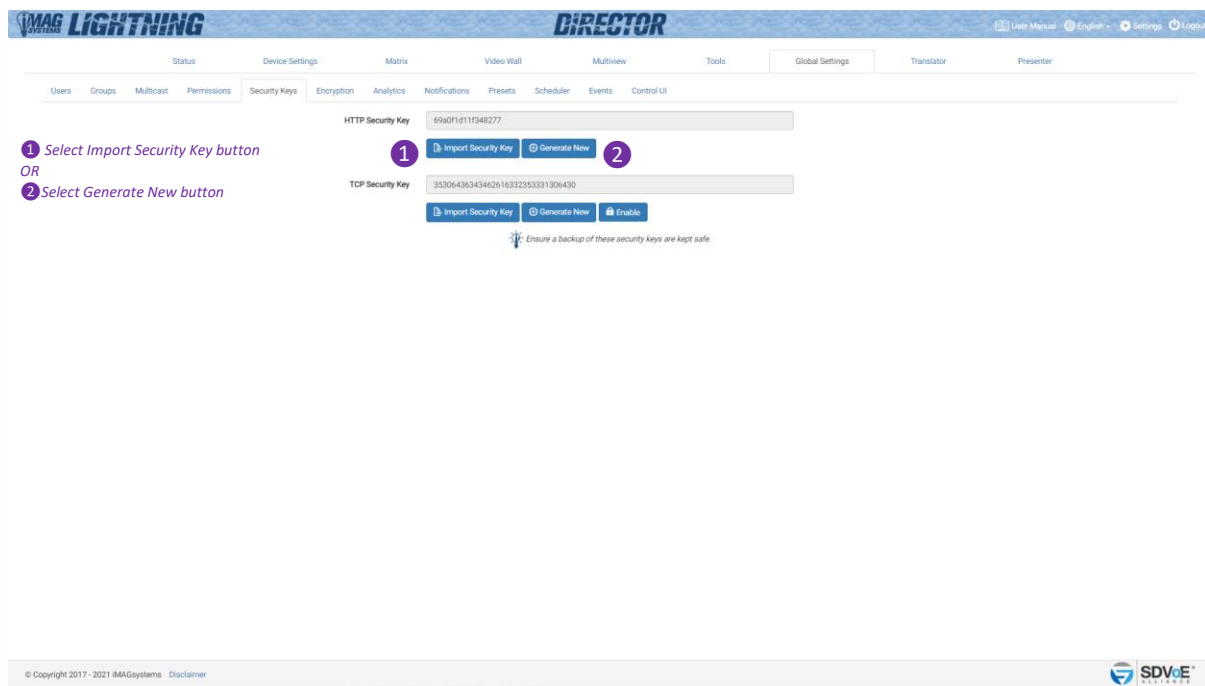 iMAG SYSTEMS LIGHTNING DiRECTOR User Manual English Settings Logout
Status Device Settings Matrix Video Wall Multiview Tools Global Settings Translator Presenter
Users Groups Multicast Permissions Security Keys Encryption Analytics Notifications Presets Scheduler Events Control UI
HTTP Security Key 69a0f1d11f348277
1 Select Import Security Key button
1 Import Security Key Generate New 2
OR
2 Select Generate New button
TCP Security Key 35306436343462616332353331306430
Import Security Key Generate New Enable
Ensure a backup of these security keys are kept safe.
© Copyright 2017 - 2021 iMAGsystems Disclaimer
SDVoE
ALLIANCE